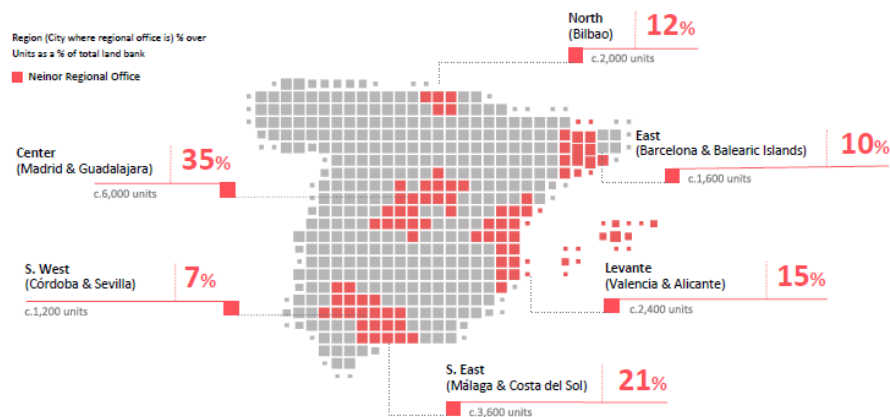 Region (City where regional office is) % over
Units as a % of total land bank
Neinor Regional Office
North
(Bilbao)
12%
c.2,000 units
Center
(Madrid & Guadalajara)
35%
c.6,000 units
East
(Barcelona & Balearic Islands)
10%
c.1,600 units
S. West
(Córdoba & Sevilla)
7%
c.1,200 units
Levante
(Valencia & Alicante)
15%
c.2,400 units
S. East
(Málaga & Costa del Sol)
21%
c.3,600 units